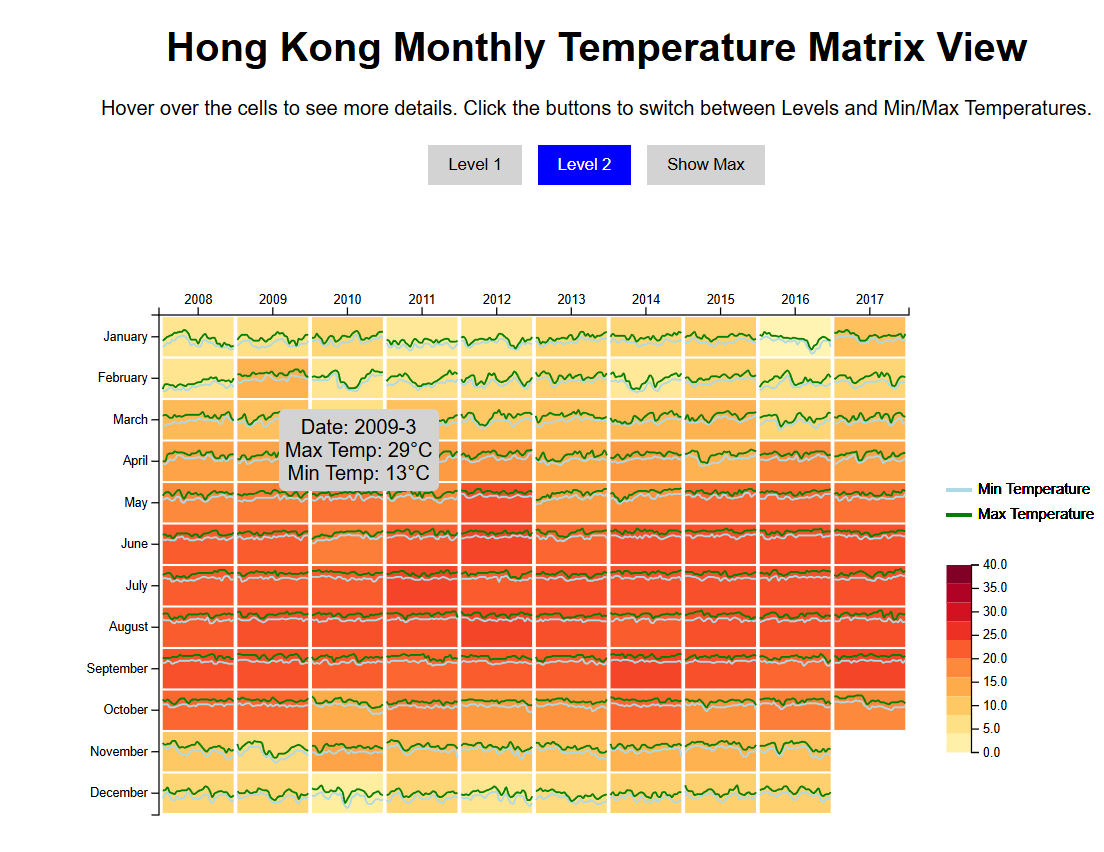 Hong Kong Monthly Temperature Matrix View
Hover over the cells to see more details. Click the buttons to switch between Levels and Min/Max Temperatures.
Level 1 Level 2 Show Max
2008 2009 2010 2011 2012 2013 2014 2015 2016 2017
January
February
March
Date: 2009-3
Max Temp: 29°C
Min Temp: 13°C
April
May
June
July
August
September
October
November
December
Min Temperature
Max Temperature
40.0
35.0
30.0
25.0
20.0
15.0
10.0
5.0
0.0